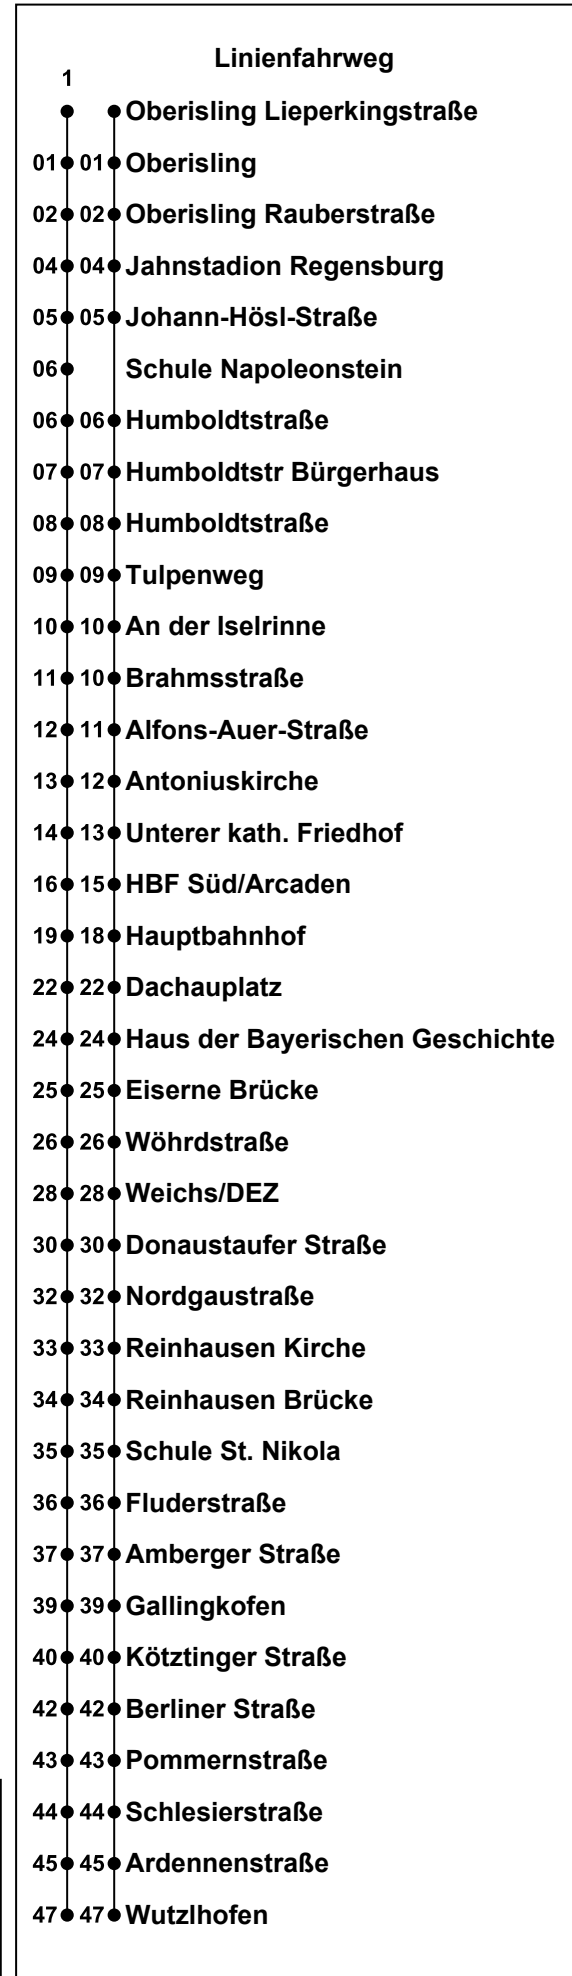 Linienfahrweg
1
Oberisling Lieperkingstraße
01 01 Oberisling
02 02 Oberisling Rauberstraße
04 04 Jahnstadion Regensburg
05 05 Johann-Hösl-Straße
06 Schule Napoleonstein
06 06 Humboldtstraße
07 07 Humboldtstr Bürgerhaus
08 08 Humboldtstraße
09 09 Tulpenweg
10 10 An der Iselrinne
11 10 Brahmsstraße
12 11 Alfons-Auer-Straße
13 12 Antoniuskirche
14 13 Unterer kath. Friedhof
16 15 HBF Süd/Arcaden
19 18 Hauptbahnhof
22 22 Dachauplatz
24 24 Haus der Bayerischen Geschichte
25 25 Eiserne Brücke
26 26 Wöhrdstraße
28 28 Weichs/DEZ
30 30 Donaustaufer Straße
32 32 Nordgaustraße
33 33 Reinhausen Kirche
34 34 Reinhausen Brücke
35 35 Schule St. Nikola
36 36 Fluderstraße
37 37 Amberger Straße
39 39 Gallingkofen
40 40 Kötztinger Straße
42 42 Berliner Straße
43 43 Pommernstraße
44 44 Schlesierstraße
45 45 Ardennenstraße
47 47 Wutzlhofen